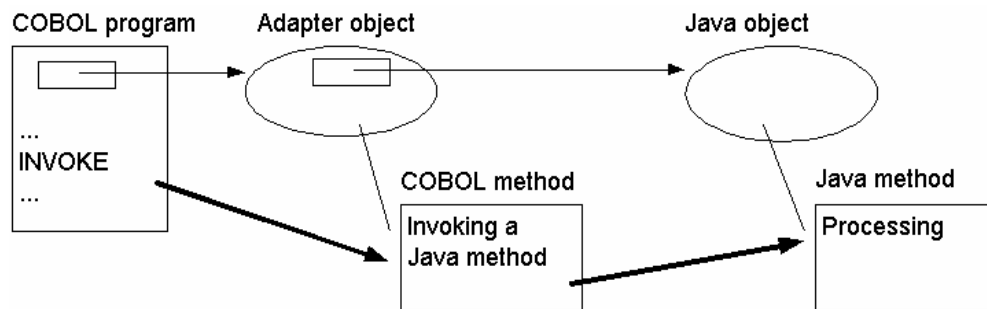 COBOL program
Adapter object
Java object
...
INVOKE
...
COBOL method
Java method
Invoking a
Java method
Processing